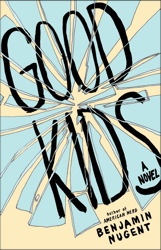 GOOD
KIDS
A NOVEL
author of
AMERICAN NERD
BENJAMIN
NUGENT